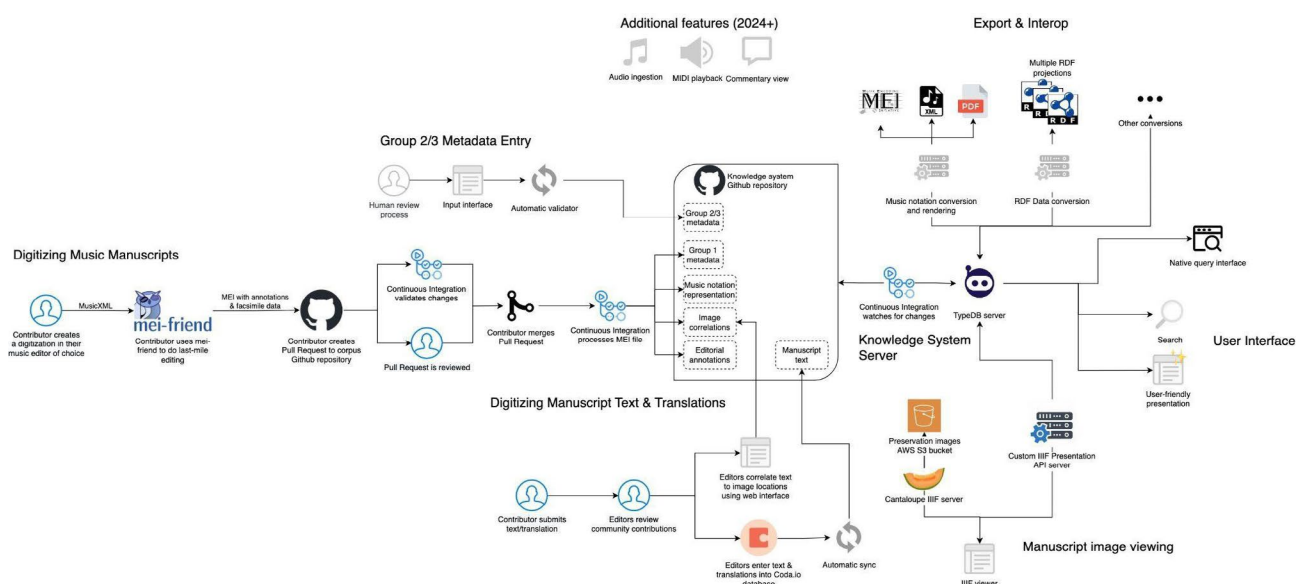 Additional features (2024+)
Audio ingestion
MIDI playback
Commentary view
Export & Interop
Multiple RDF
projections
MEI
XML
PDF
RDF
RDF
RDF
Other conversions
Music notation conversion
and rendering
RDF Data conversion
Group 2/3 Metadata Entry
Human review
process
Input interface
Automatic validator
Knowledge system
Github repository
Group 2/3
metadata
Group 1
metadata
Music notation
representation
Image
correlations
Editorial
annotations
Manuscript
text
Digitizing Music Manuscripts
Contributor creates
a digitization in their
music editor of choice
MusicXML
mei-friend
Contributor uses mei-
friend to do last-mile
editing
MEI with annotations
& facsimile data
Contributor creates
Pull Request to corpus
Github repository
Continuous Integration
validates changes
Pull Request is reviewed
Contributor merges
Pull Request
Continuous Integration
processes MEI file
Continuous Integration
watches for changes
TypeDB server
Knowledge System
Server
Native query interface
Search
User-friendly
presentation
User Interface
Digitizing Manuscript Text & Translations
Contributor submits
text/translation
Editors review
community contributions
Editors correlate text
to image locations
using web interface
Editors enter text &
translations into Coda.io
database
Automatic sync
Preservation images
AWS S3 bucket
Cantaloupe IIIF server
Custom IIIF Presentation
API server
IIIF viewer
Manuscript image viewing